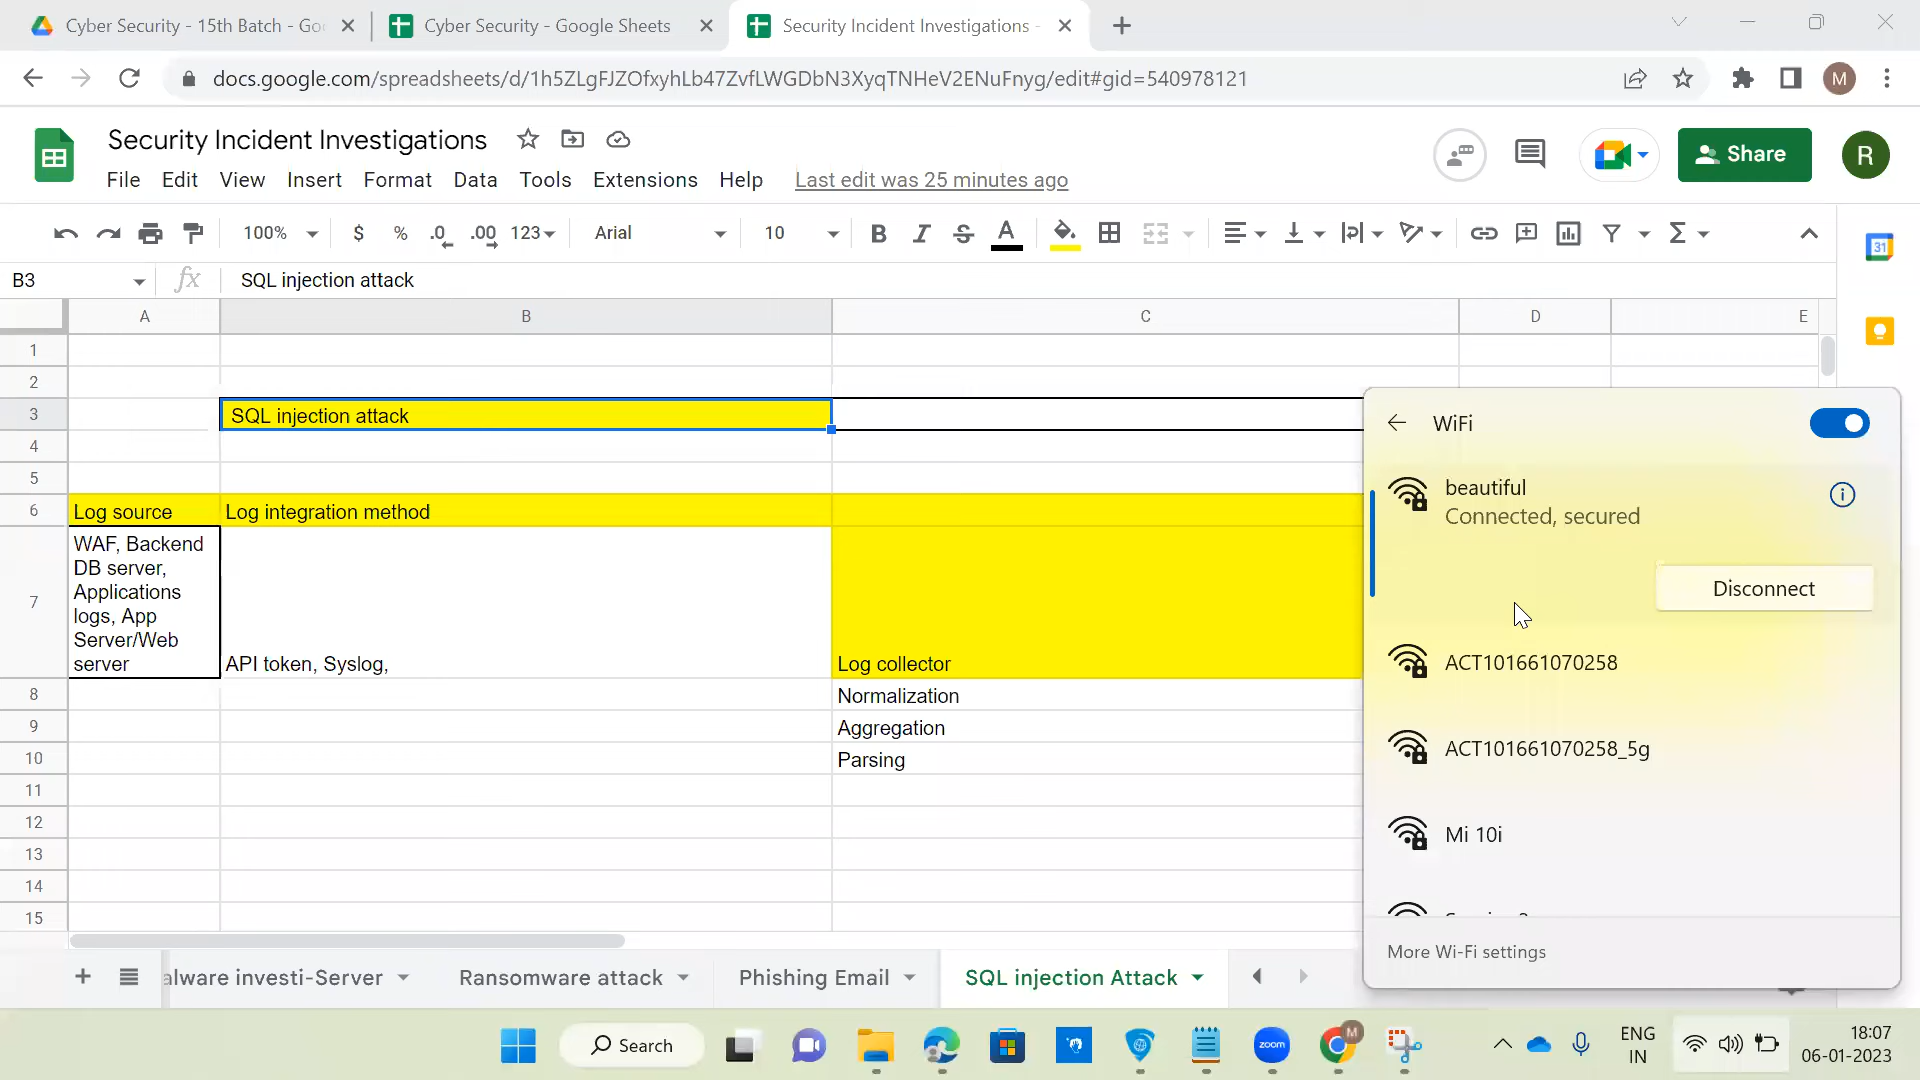 Cyber Security - 15th Batch - Go
Cyber Security - Google Sheets
Security Incident Investigations -
docs.google.com/spreadsheets/d/1h5ZLgFJZOfxyhLb47ZvfLWGDbN3XyqTNHeV2ENuFnyg/edit#gid=540978121
M
Security Incident Investigations
Share
R
File Edit View Insert Format Data Tools Extensions Help Last edit was 25 minutes ago
100% $ % .0 .00 123 Arial 10 B I S A
31
B3 fx SQL injection attack
A B C D E
1
2
3 SQL injection attack
4
5
6 Log source Log integration method
7 WAF, Backend
DB server,
Applications
logs, App
Server/Web
server API token, Syslog, Log collector
8 Normalization
9 Aggregation
10 Parsing
11
12
13
14
15
WiFi
beautiful
Connected, secured
Disconnect
ACT101661070258
ACT101661070258_5g
Mi 10i
More Wi-Fi settings
alware investi-Server Ransomware attack Phishing Email SQL injection Attack
Search
zoom
M
ENG
IN
18:07
06-01-2023